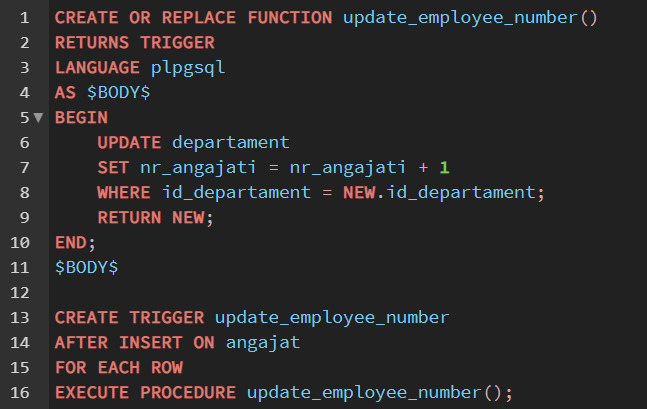 1 CREATE OR REPLACE FUNCTION update_employee_number()
2 RETURNS TRIGGER
3 LANGUAGE plpgsql
4 AS $BODY$
5 BEGIN
6     UPDATE departament
7     SET nr_angajati = nr_angajati + 1
8     WHERE id_departament = NEW.id_departament;
9     RETURN NEW;
10 END;
11 $BODY$
12
13 CREATE TRIGGER update_employee_number
14 AFTER INSERT ON angajat
15 FOR EACH ROW
16 EXECUTE PROCEDURE update_employee_number();